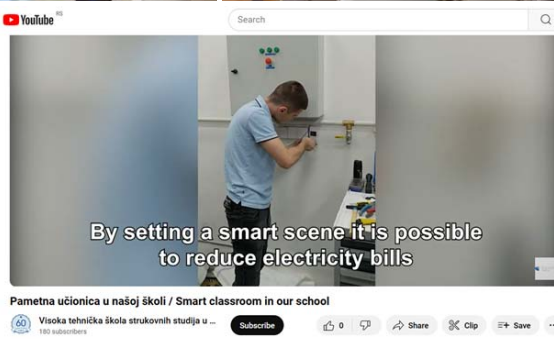 YouTube RS
Search
By setting a smart scene it is possible
to reduce electricity bills
Pametna učionica u našoj školi / Smart classroom in our school
60
Visoka tehnička škola strukovnih studija u ...
180 subscribers
Subscribe
0
Share
Clip
Save